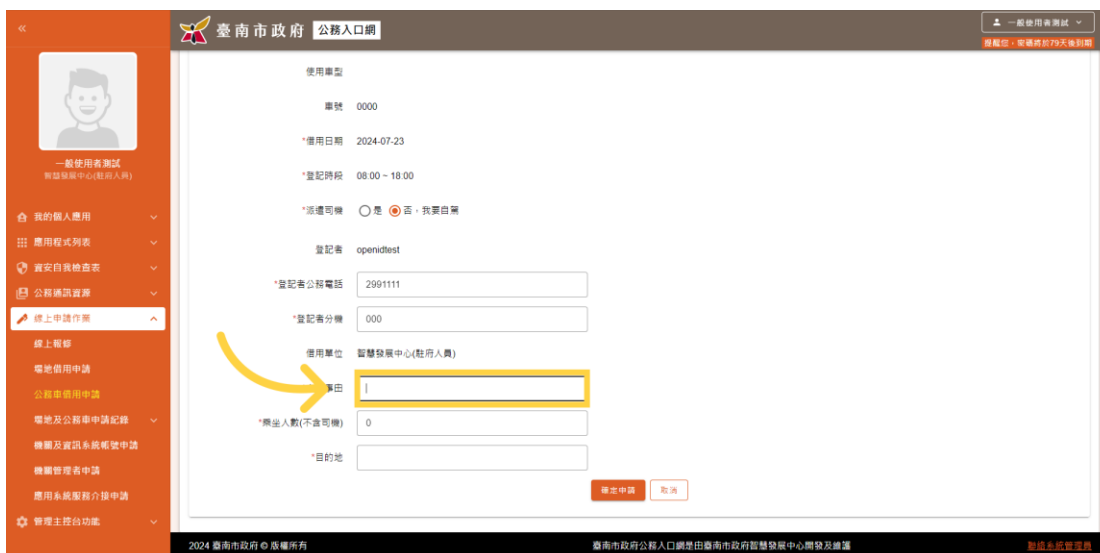 «
臺南市政府 公務入口網
一般使用者測試
提醒您，密碼將於79天後到期
一般使用者測試
智慧發展中心(駐府人員)
我的個人應用
應用程式列表
資安自我檢查表
公務通訊資源
線上申請作業
線上報修
場地借用申請
公務車借用申請
場地及公務車申請紀錄
機關及資訊系統帳號申請
機關管理者申請
應用系統服務介接申請
管理主控台功能
使用車型
車號 0000
*借用日期 2024-07-23
*登記時段 08:00 ~ 18:00
*派遣司機 是 否，我要自駕
登記者 openidtest
*登記者公務電話 2991111
*登記者分機 000
借用單位 智慧發展中心(駐府人員)
事由
*乘坐人數(不含司機) 0
*目的地
確定申請 取消
2024 臺南市政府 © 版權所有 臺南市政府公務入口網是由臺南市政府智慧發展中心開發及維護 聯絡系統管理員